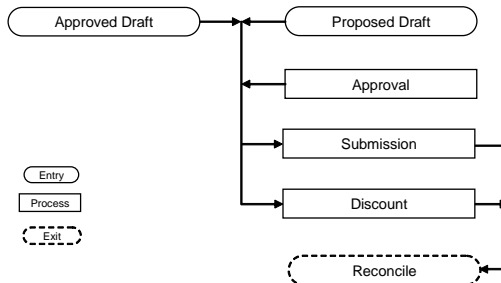 Approved Draft
Proposed Draft
Approval
Submission
Discount
Reconcile
Entry
Process
Exit